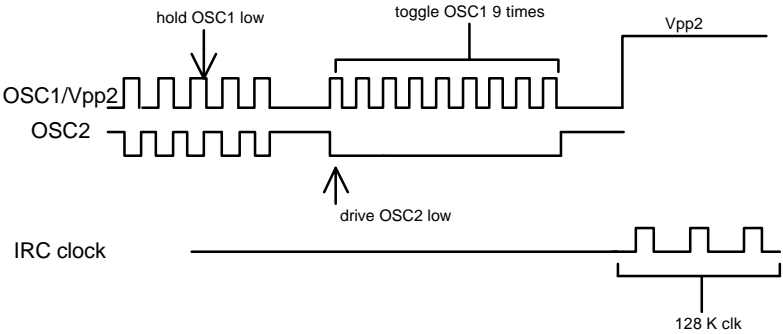 hold OSC1 low
toggle OSC1 9 times
Vpp2
OSC1/Vpp2
OSC2
drive OSC2 low
IRC clock
128 K clk